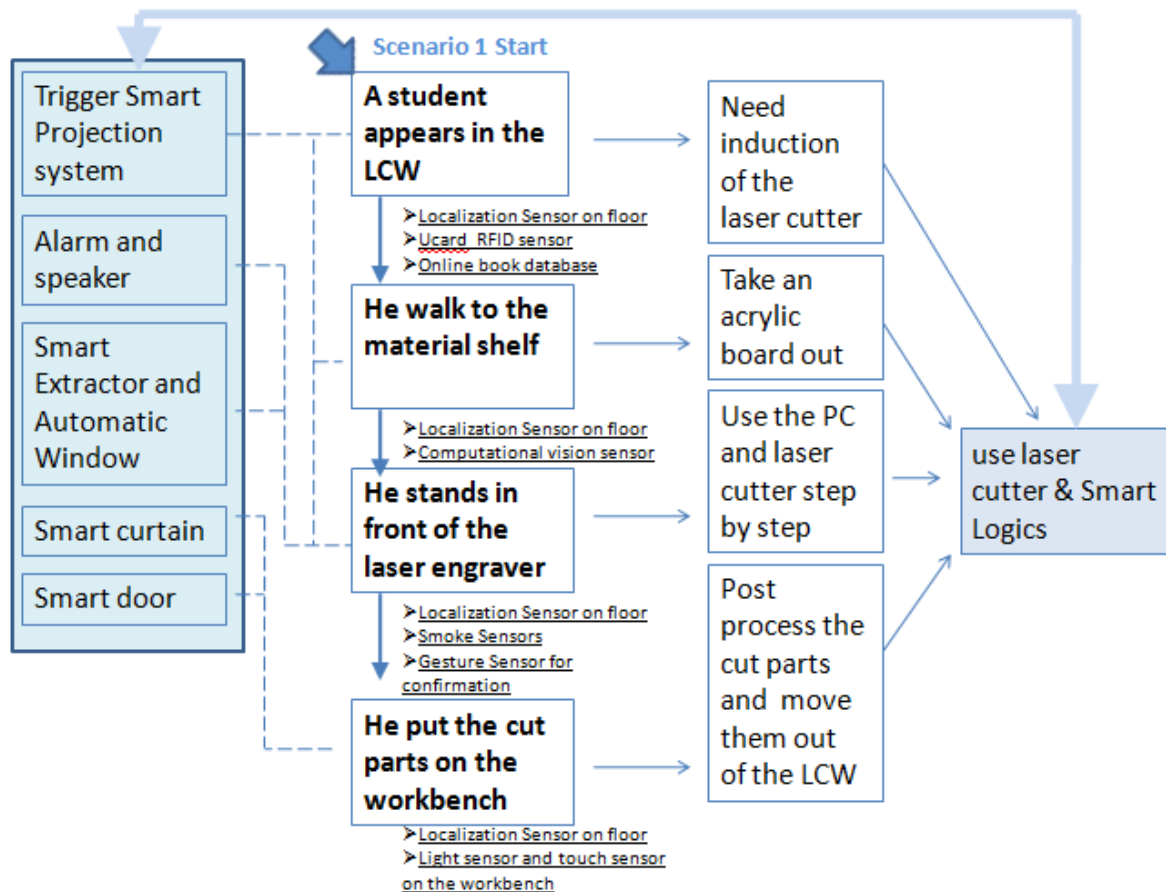 Scenario 1 Start
Trigger Smart
Projection
system
Alarm and
speaker
Smart
Extractor and
Automatic
Window
Smart curtain
Smart door
A student
appears in the
LCW
➢Localization Sensor on floor
➢Ucard RFID sensor
➢Online book database
He walk to the
material shelf
➢Localization Sensor on floor
➢Computational vision sensor
He stands in
front of the
laser engraver
➢Localization Sensor on floor
➢Smoke Sensors
➢Gesture Sensor for
confirmation
He put the cut
parts on the
workbench
➢Localization Sensor on floor
➢Light sensor and touch sensor
on the workbench
Need
induction
of the
laser cutter
Take an
acrylic
board out
Use the PC
and laser
cutter step
by step
Post
process the
cut parts
and move
them out
of the LCW
use laser
cutter & Smart
Logics